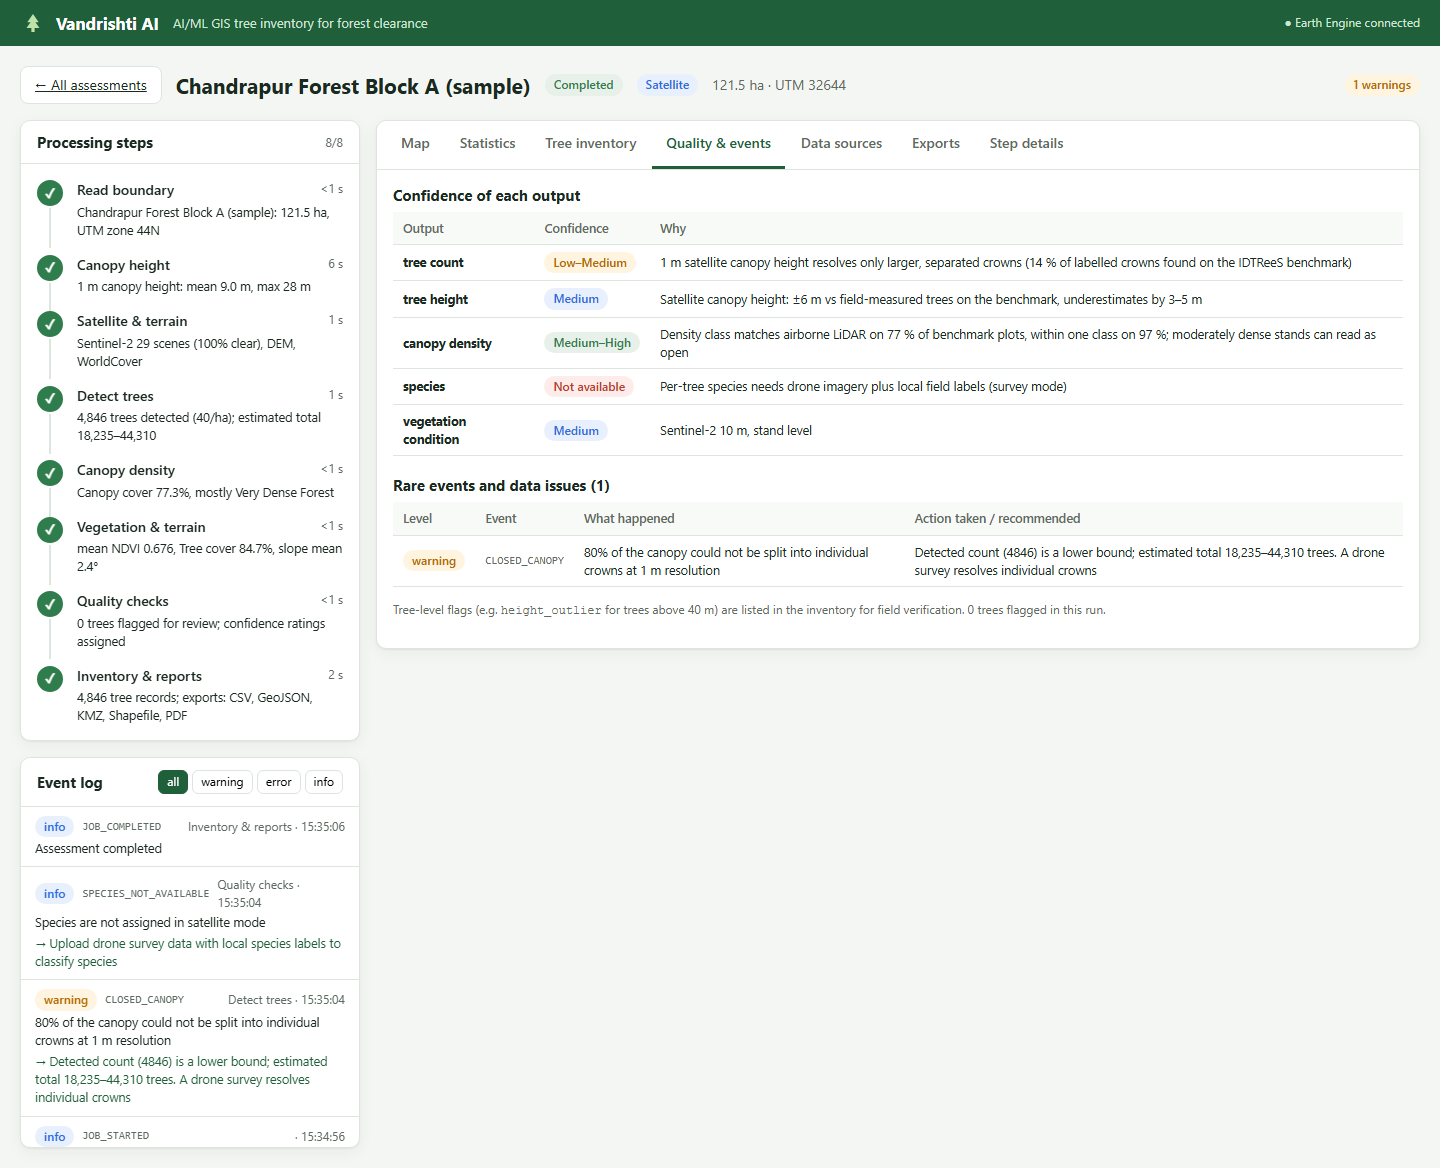 Vandrishti AI AI/ML GIS tree inventory for forest clearance
● Earth Engine connected
← All assessments
Chandrapur Forest Block A (sample)
Completed
Satellite
121.5 ha · UTM 32644
1 warnings
Processing steps 8/8
Read boundary <1 s
Chandrapur Forest Block A (sample): 121.5 ha,
UTM zone 44N
Canopy height 6 s
1 m canopy height: mean 9.0 m, max 28 m
Satellite & terrain 1 s
Sentinel-2 29 scenes (100% clear), DEM,
WorldCover
Detect trees 1 s
4,846 trees detected (40/ha); estimated total
18,235–44,310
Canopy density <1 s
Canopy cover 77.3%, mostly Very Dense Forest
Vegetation & terrain <1 s
mean NDVI 0.676, Tree cover 84.7%, slope mean
2.4°
Quality checks <1 s
0 trees flagged for review; confidence ratings
assigned
Inventory & reports 2 s
4,846 tree records; exports: CSV, GeoJSON,
KMZ, Shapefile, PDF
Event log all warning error info
info JOB_COMPLETED Inventory & reports · 15:35:06
Assessment completed
info SPECIES_NOT_AVAILABLE Quality checks ·
15:35:04
Species are not assigned in satellite mode
→ Upload drone survey data with local species labels to
classify species
warning CLOSED_CANOPY Detect trees · 15:35:04
80% of the canopy could not be split into individual
crowns at 1 m resolution
→ Detected count (4846) is a lower bound; estimated
total 18,235–44,310 trees. A drone survey resolves
individual crowns
info JOB_STARTED · 15:34:56
Map Statistics Tree inventory Quality & events Data sources Exports Step details
Confidence of each output
Output Confidence Why
tree count Low–Medium 1 m satellite canopy height resolves only larger, separated crowns (14 % of labelled crowns found on the IDTReeS benchmark)
tree height Medium Satellite canopy height: ±6 m vs field-measured trees on the benchmark, underestimates by 3–5 m
canopy density Medium–High Density class matches airborne LiDAR on 77 % of benchmark plots, within one class on 97 %; moderately dense stands can read as
open
species Not available Per-tree species needs drone imagery plus local field labels (survey mode)
vegetation
condition Medium Sentinel-2 10 m, stand level
Rare events and data issues (1)
Level Event What happened Action taken / recommended
warning CLOSED_CANOPY 80% of the canopy could not be split into individual
crowns at 1 m resolution
Detected count (4846) is a lower bound; estimated total 18,235–44,310 trees. A drone
survey resolves individual crowns
Tree-level flags (e.g. height_outlier for trees above 40 m) are listed in the inventory for field verification. 0 trees flagged in this run.